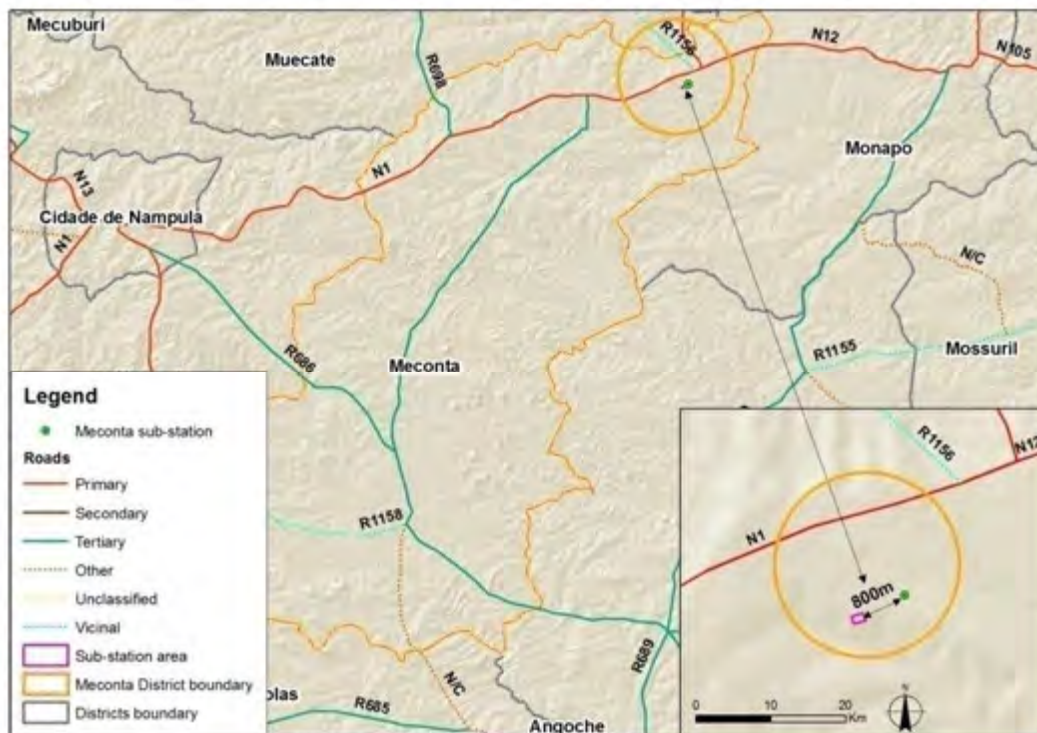 Mecuburi
Muecate
R698
R1156
N12
N105
Monapo
N1
N13
Cidade de Nampula
N1
N/C
R686
Meconta
R1155
Mossuril
R1158
N/C
R689
R685
olas
Angoche
Legend
Meconta sub-station
Roads
Primary
Secondary
Tertiary
Other
Unclassified
Vicinal
Sub-station area
Meconta District boundary
Districts boundary
R1156
N12
N1
800m
N
0 10 20
Km